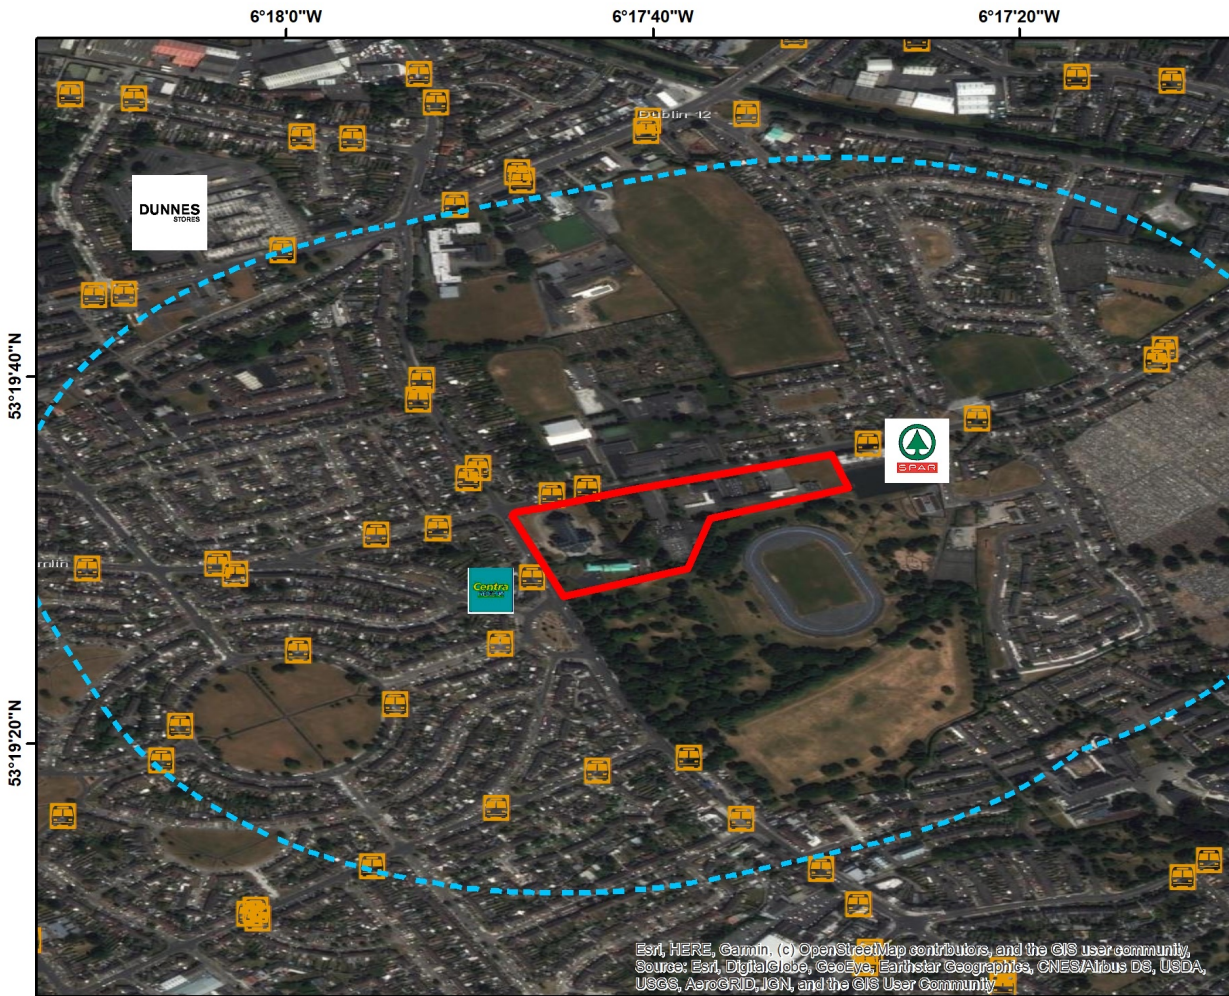 6°18'0"W
6°17'40"W
6°17'20"W
Dublin 12
DUNNES
STORES
53°19'40"N
SPAR
mlin
Centra
53°19'20"N
Esri, HERE, Garmin, (c) OpenStreetMap contributors, and the GIS user community,
Source: Esri, DigitalGlobe, GeoEye, Earthstar Geographics, CNES/Airbus DS, USDA,
USGS, AeroGRID, IGN, and the GIS User Community